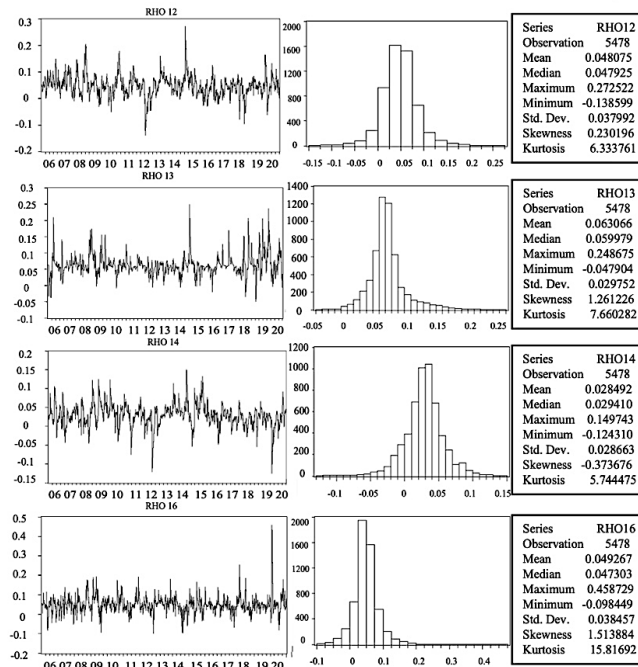 RHO 12
0.3
0.2
0.1
0
-0.1
-0.2
06 07 08 09 10 11 12 13 14 15 16 17 18 19 20
2000
1600
1200
800
400
0
-0.15 -0.1 -0.05 0 0.05 0.1 0.15 0.20 0.25
Series RHO12
Observation 5478
Mean 0.048075
Median 0.047925
Maximum 0.272522
Minimum -0.138599
Std. Dev. 0.037992
Skewness 0.230196
Kurtosis 6.333761
RHO 13
0.3
0.25
0.2
0.15
0.1
0.05
0
-0.05
-0.1
06 07 08 09 10 11 12 13 14 15 16 17 18 19 20
1400
1200
1000
800
600
400
200
0
-0.05 0 0.05 0.1 0.15 0.20 0.25
Series RHO13
Observation 5478
Mean 0.063066
Median 0.059979
Maximum 0.248675
Minimum -0.047904
Std. Dev. 0.029752
Skewness 1.261226
Kurtosis 7.660282
RHO 14
0.2
0.15
0.1
0.05
0
-0.05
-0.1
-0.15
06 07 08 09 10 11 12 13 14 15 16 17 18 19 20
1200
1000
800
600
400
200
0
-0.1 -0.05 0 0.05 0.1 0.15
Series RHO14
Observation 5478
Mean 0.028492
Median 0.029410
Maximum 0.149743
Minimum -0.124310
Std. Dev. 0.028663
Skewness -0.373676
Kurtosis 5.744475
RHO 16
0.5
0.4
0.3
0.2
0.1
0
-0.1
-0.2
06 07 08 09 10 11 12 13 14 15 16 17 18 19 20
2000
1600
1200
800
400
0
-0.1 0 0.1 0.2 0.3 0.4
Series RHO16
Observation 5478
Mean 0.049267
Median 0.047303
Maximum 0.458729
Minimum -0.098449
Std. Dev. 0.038457
Skewness 1.513884
Kurtosis 15.81692